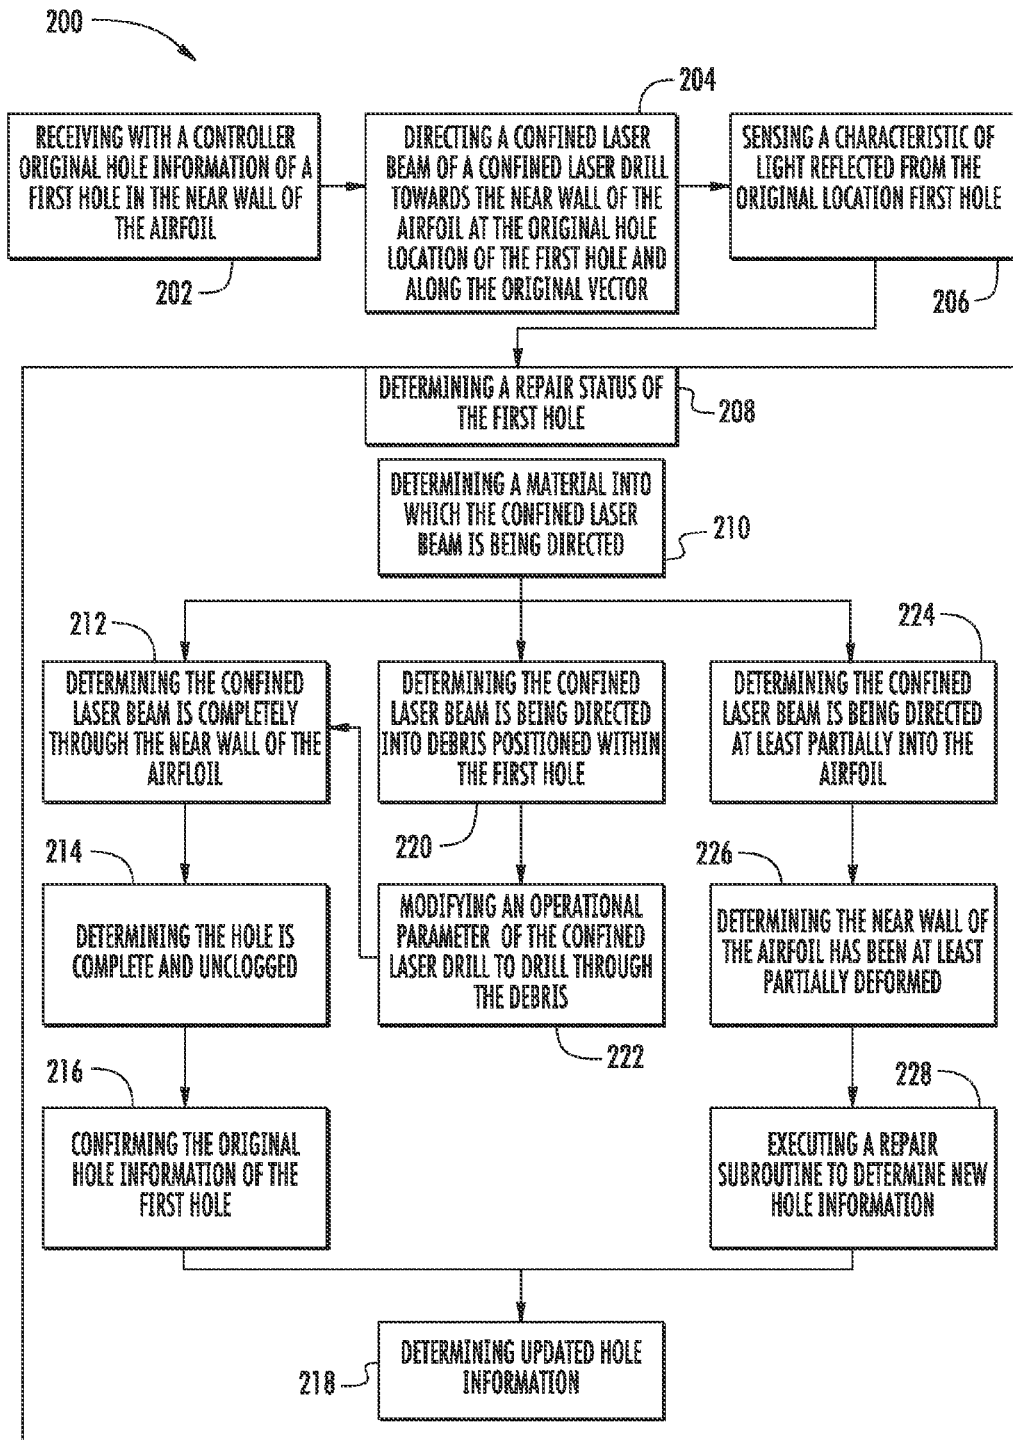 200
204
RECEIVING WITH A CONTROLLER
ORIGINAL HOLE INFORMATION OF A
FIRST HOLE IN THE NEAR WALL OF
THE AIRFOIL
202
DIRECTING A CONFINED LASER
BEAM OF A CONFINED LASER DRILL
TOWARDS THE NEAR WALL OF THE
AIRFOIL AT THE ORIGINAL HOLE
LOCATION OF THE FIRST HOLE AND
ALONG THE ORIGINAL VECTOR
SENSING A CHARACTERISTIC OF
LIGHT REFLECTED FROM THE
ORIGINAL LOCATION FIRST HOLE
206
DETERMINING A REPAIR STATUS OF
THE FIRST HOLE
208
DETERMINING A MATERIAL INTO
WHICH THE CONFINED LASER
BEAM IS BEING DIRECTED
210
212
DETERMINING THE CONFINED
LASER BEAM IS COMPLETELY
THROUGH THE NEAR WALL OF THE
AIRFLOIL
DETERMINING THE CONFINED
LASER BEAM IS BEING DIRECTED
INTO DEBRIS POSITIONED WITHIN
THE FIRST HOLE
220
224
DETERMINING THE CONFINED
LASER BEAM IS BEING DIRECTED
AT LEAST PARTIALLY INTO THE
AIRFOIL
214
DETERMINING THE HOLE IS
COMPLETE AND UNCLOGGED
MODIFYING AN OPERATIONAL
PARAMETER OF THE CONFINED
LASER DRILL TO DRILL THROUGH
THE DEBRIS
222
226
DETERMINING THE NEAR WALL OF
THE AIRFOIL HAS BEEN AT LEAST
PARTIALLY DEFORMED
216
CONFIRMING THE ORIGINAL
HOLE INFORMATION OF THE
FIRST HOLE
228
EXECUTING A REPAIR
SUBROUTINE TO DETERMINE NEW
HOLE INFORMATION
DETERMINING UPDATED HOLE
INFORMATION
218